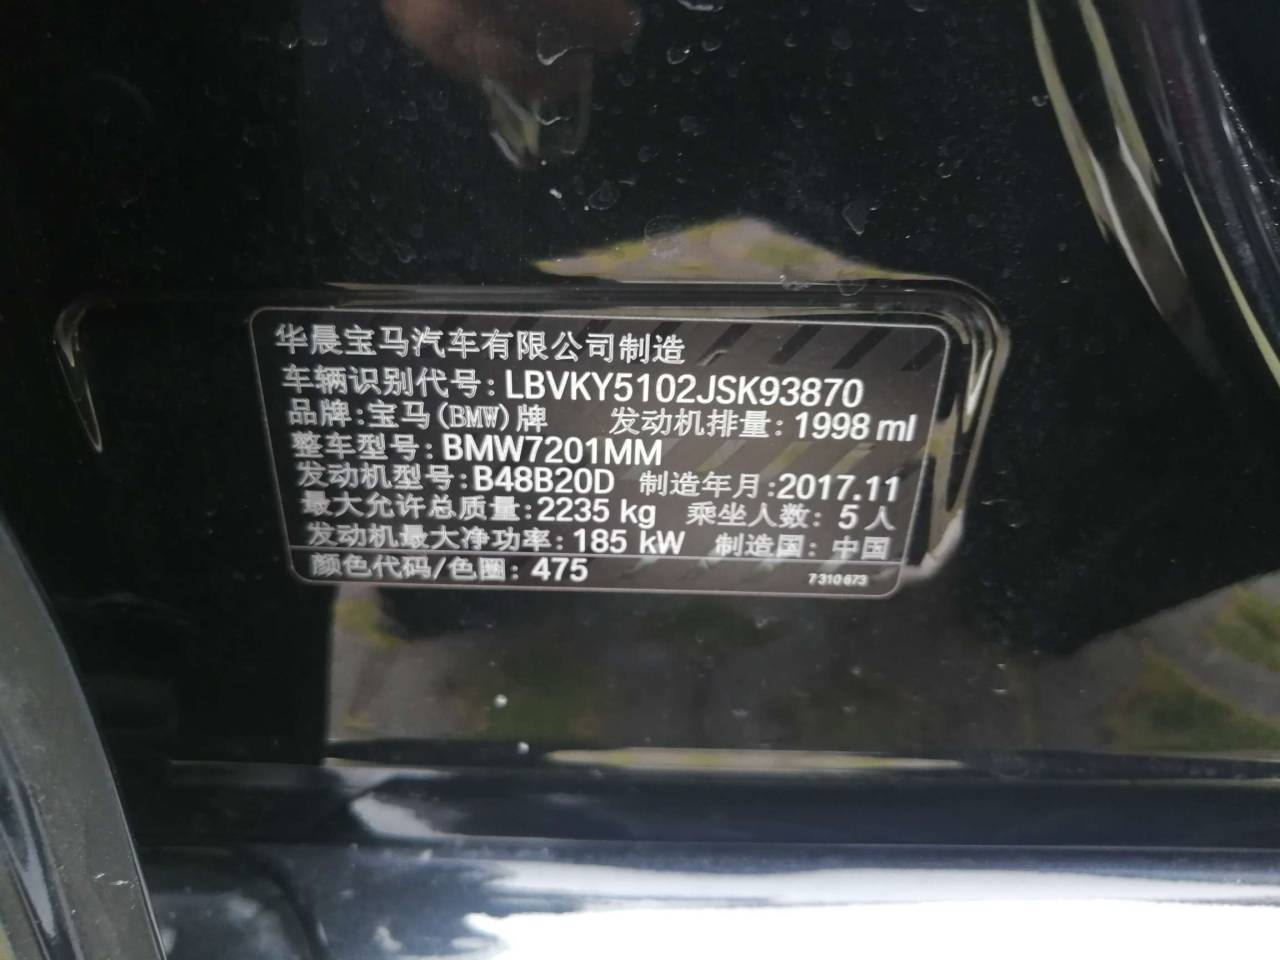 华晨宝马汽车有限公司制造
车辆识别代号: LBVKY5102JSK93870
品牌:宝马(BMW)牌 发动机排量: 1998 ml
整车型号: BMW7201MM
发动机型号: B48B20D 制造年月:2017.11
最大允许总质量: 2235 kg 乘坐人数: 5 人
发动机最大净功率: 185 kW 制造国: 中国
颜色代码/色圈: 475 7 310 673